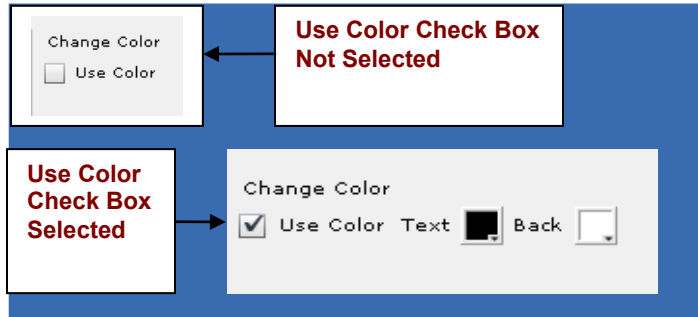 Change Color
Use Color
Use Color Check Box
Not Selected
Use Color
Check Box
Selected
Change Color
Use Color Text Back